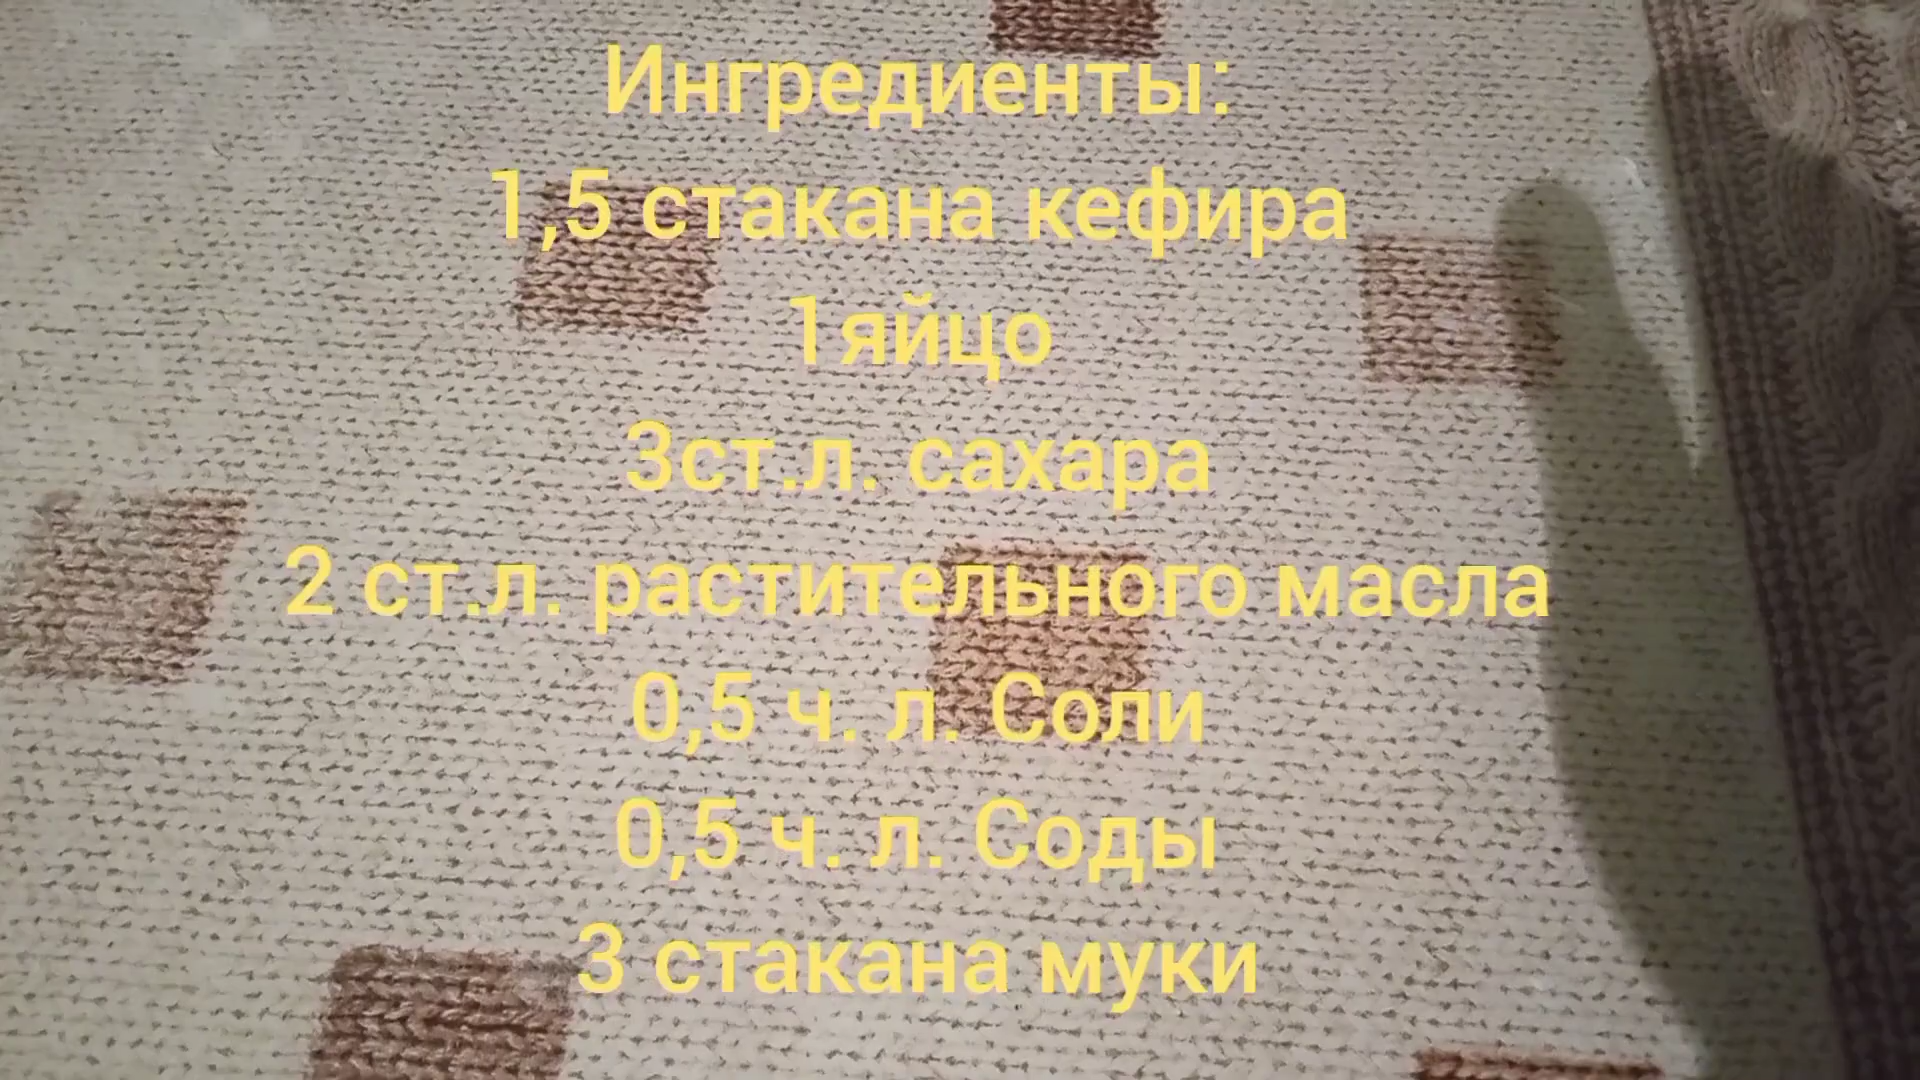 Ингредиенты:
1,5 стакана кефира
1яйцо
3ст.л. сахара
2 ст.л. растительного масла
0,5 ч. л. Соли
0,5 ч. л. Соды
3 стакана муки